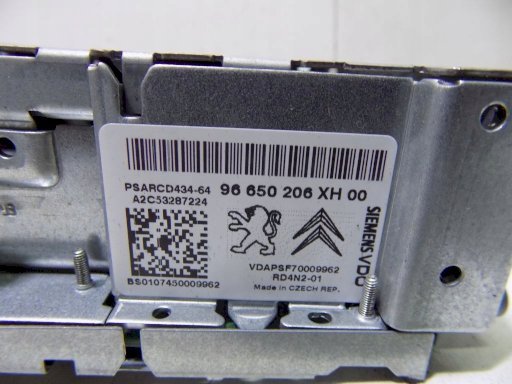 PSARCD434-64 96 650 206 XH 00
A2C53287224
SIEMENS VDO
VDAPSF70009962
RD4N2-01
BS0107450009962
Made in CZECH REP.